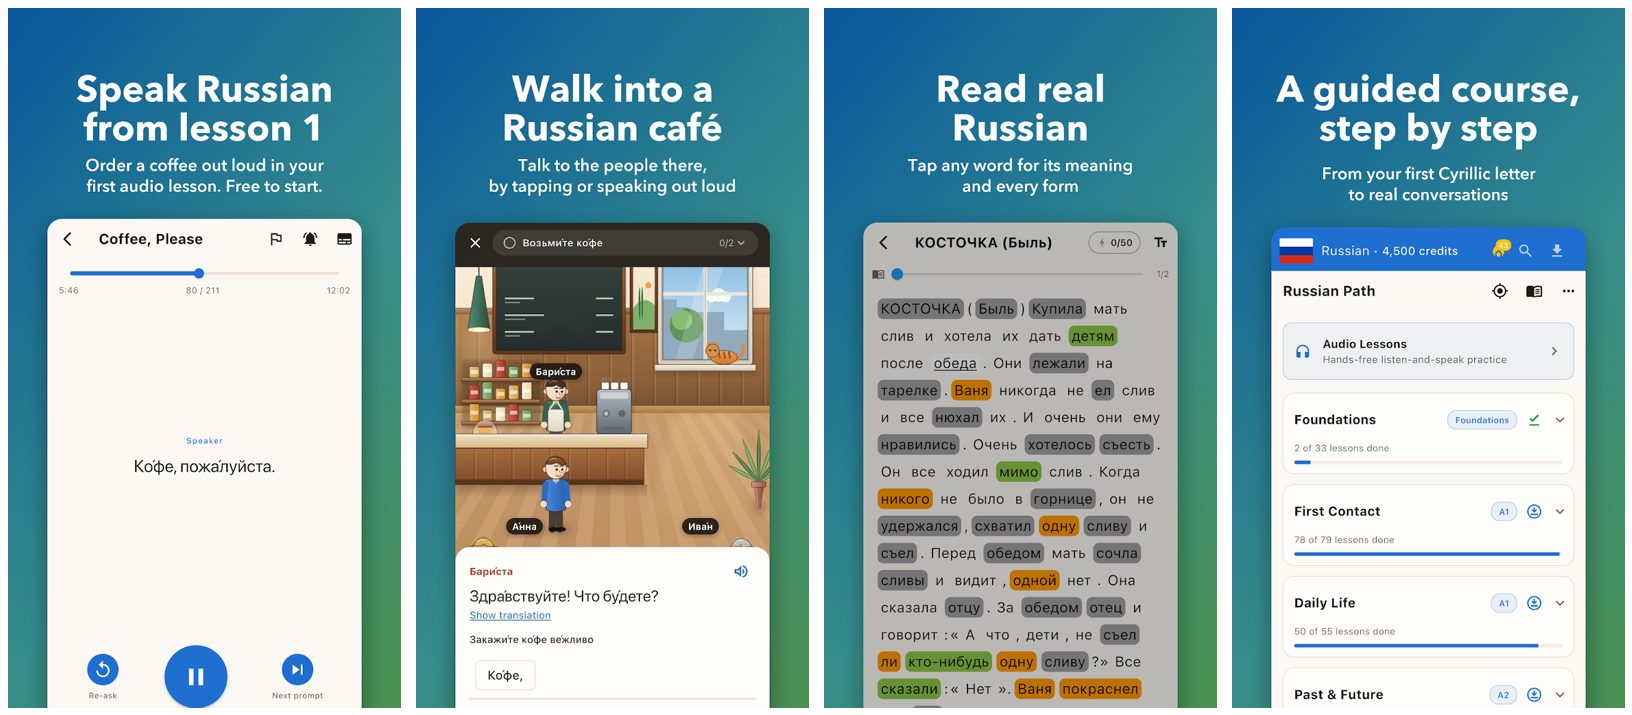 Speak Russian
from lesson 1
Order a coffee out loud in your
first audio lesson. Free to start.
Coffee, Please
5:46
80 / 211
12:02
Speaker
Ко́фе, пожа́луйста.
Re-ask
Next prompt
Walk into a
Russian café
Talk to the people there,
by tapping or speaking out loud
Возьми́те ко́фе
0/2
Бари́ста
А́нна
Ива́н
Бари́ста
Здра́вствуйте! Что бу́дете?
Show translation
Закажи́те ко́фе ве́жливо
Ко́фе,
Read real
Russian
Tap any word for its meaning
and every form
КОСТОЧКА (Быль)
0/50
Тт
1/2
КОСТОЧКА ( Быль ) Купила мать
слив и хотела их дать детям
после обеда . Они лежали на
тарелке . Ваня никогда не ел слив
и все нюхал их . И очень они ему
нравились . Очень хотелось съесть .
Он все ходил мимо слив . Когда
никого не было в горнице , он не
удержался , схватил одну сливу и
съел . Перед обедом мать сочла
сливы и видит , одной нет . Она
сказала отцу . За обедом отец и
говорит :« А что , дети , не съел
ли кто-нибудь одну сливу ?» Все
сказали :« Нет ». Ваня покраснел
A guided course,
step by step
From your first Cyrillic letter
to real conversations
Russian · 4,500 credits
43
Russian Path
Audio Lessons
Hands-free listen-and-speak practice
Foundations
Foundations
2 of 33 lessons done
First Contact
A1
78 of 79 lessons done
Daily Life
A1
50 of 55 lessons done
Past & Future
A2